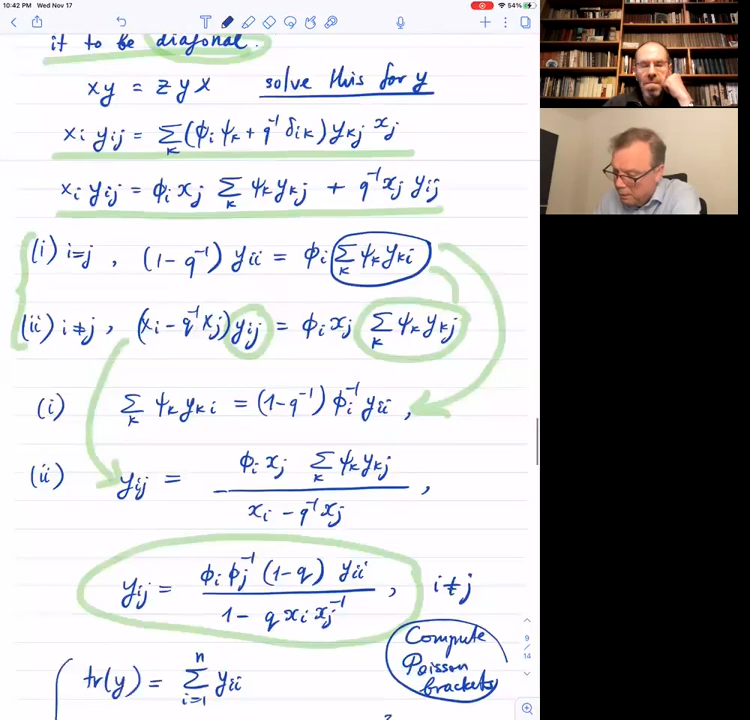 10:42 PM Wed Nov 17
54%
it to be diagonal.
xy = z y x solve this for y
x_i y_ij = Σ_k (ϕ_i ψ_k + q^-1 δ_ik) y_kj x_j
x_i y_ij = ϕ_i x_j Σ_k ψ_k y_kj + q^-1 x_j y_ij
(i) i=j , (1 - q^-1) y_ii = ϕ_i Σ_k ψ_k y_ki
(ii) i≠j , (x_i - q^-1 x_j) y_ij = ϕ_i x_j Σ_k ψ_k y_kj
(i) Σ_k ψ_k y_ki = (1-q^-1) ϕ_i^-1 y_ii ,
(ii) y_ij = ϕ_i x_j Σ_k ψ_k y_kj / x_i - q^-1 x_j ,
y_ij = ϕ_i ϕ_j^-1 (1-q) y_ii / 1 - q x_i x_j^-1 , i≠j
Compute
Poisson
brackets
tr(y) = Σ_{i=1}^n y_ii
9
14